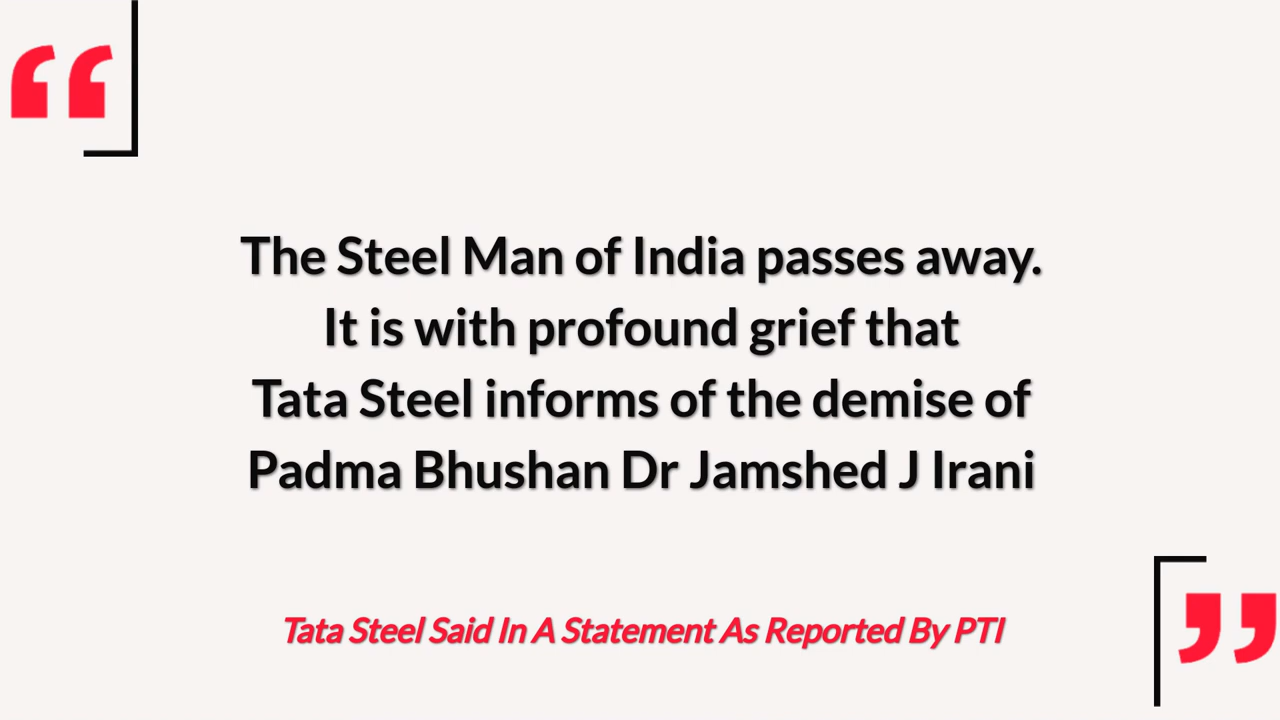 “
The Steel Man of India passes away.
It is with profound grief that
Tata Steel informs of the demise of
Padma Bhushan Dr Jamshed J Irani
Tata Steel Said In A Statement As Reported By PTI
”